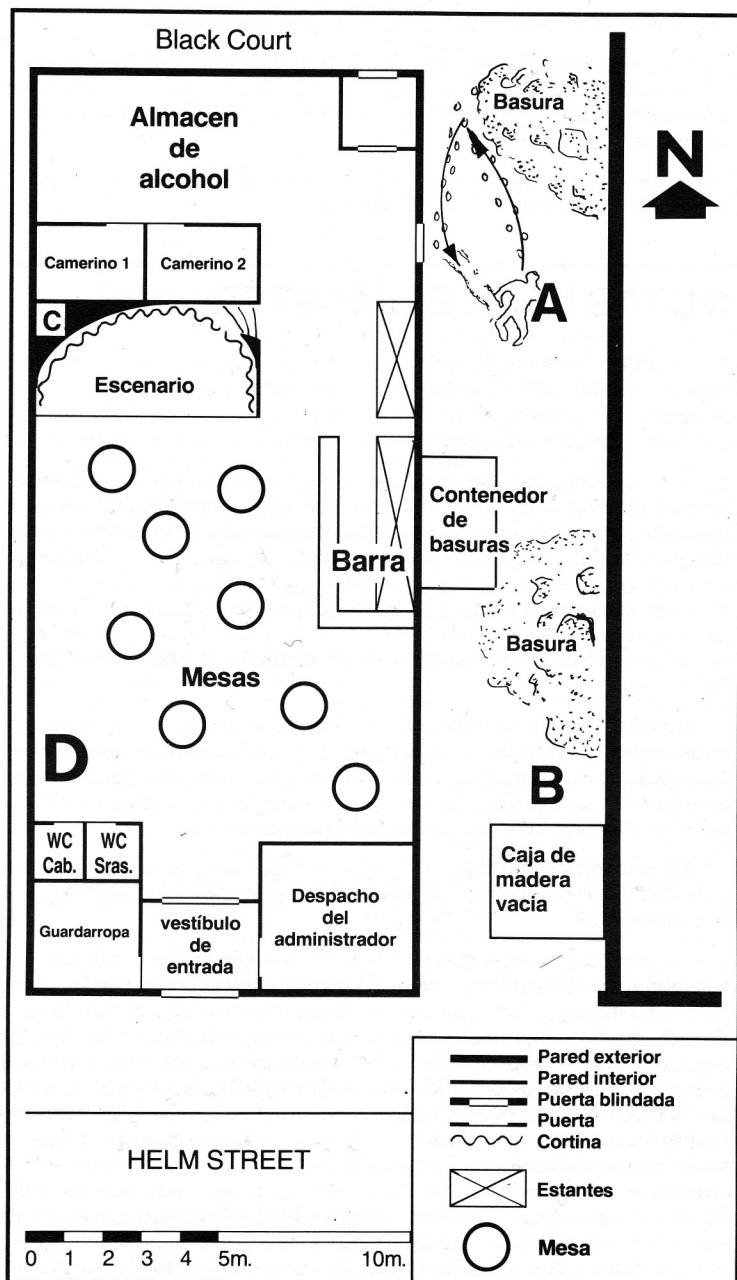 Black Court
Almacen
de
alcohol
Basura
N
Camerino 1
Camerino 2
C
A
Escenario
Contenedor
de
basuras
Barra
Basura
Mesas
D
B
WC
Cab.
WC
Sras.
Caja de
madera
vacia
Guardarropa
vestíbulo
de
entrada
Despacho
del
administrador
Pared exterior
Pared interior
Puerta blindada
Puerta
Cortina
HELM STREET
Estantes
Mesa
0 1 2 3 4 5m. 10m.